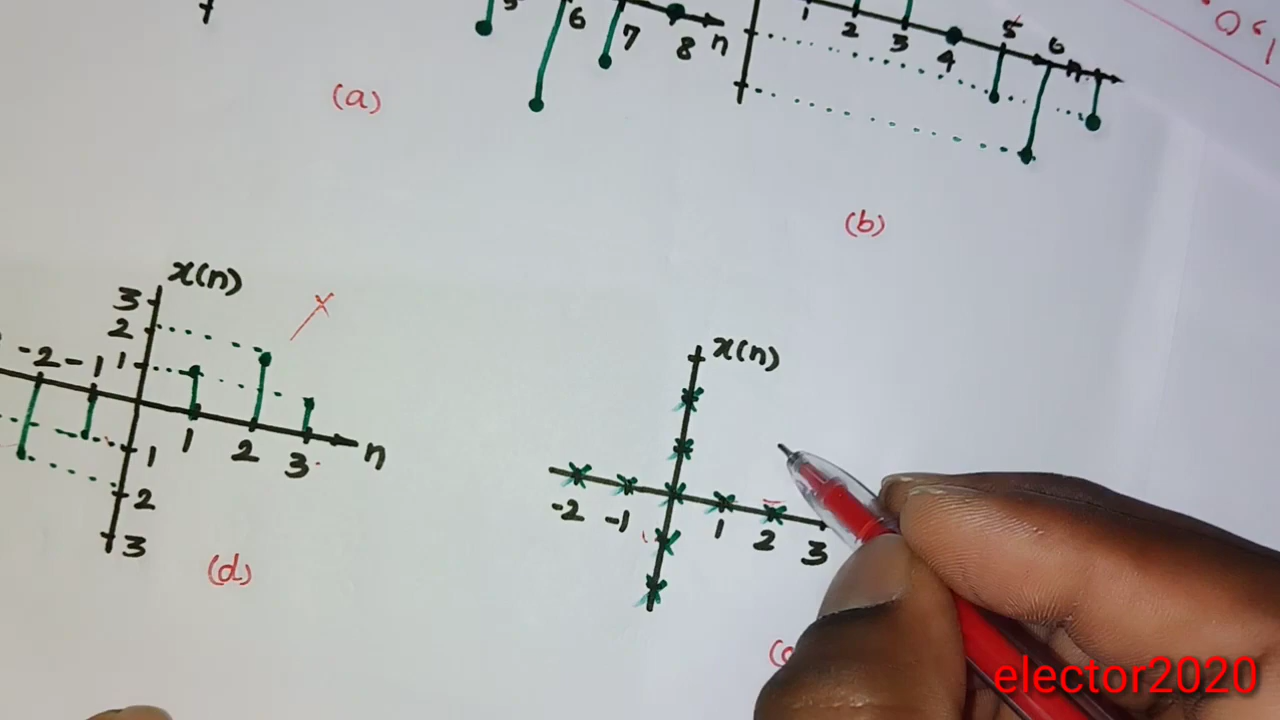 5 6 7 8 n
(a)
1 2 3 4 5 6 n
(b)
x(n)
3
2
-2 -1 1
1 2 3 n
1
2
3
(d)
x(n)
-2 -1 1 2 3
elector2020